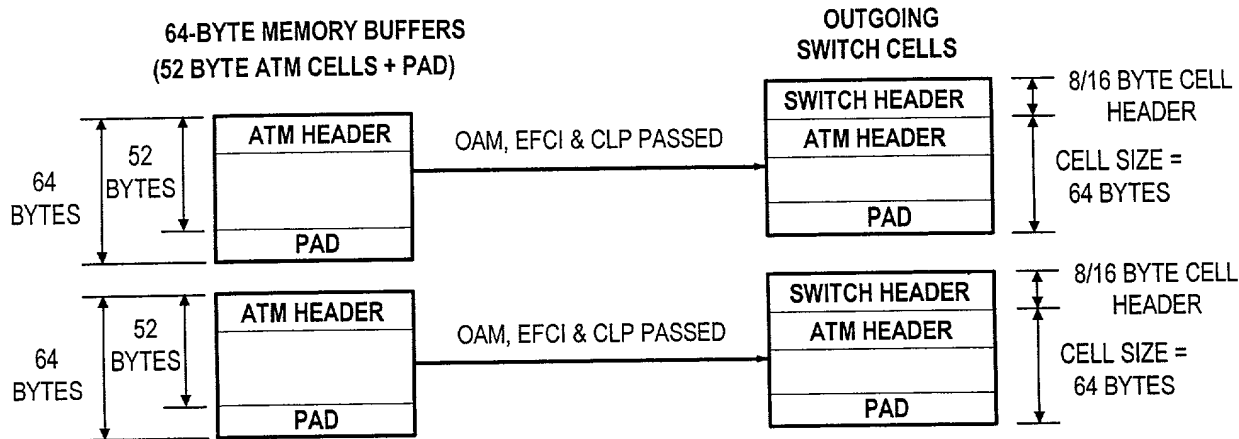 64-BYTE MEMORY BUFFERS
(52 BYTE ATM CELLS + PAD)
OUTGOING
SWITCH CELLS
64
BYTES
52
BYTES
ATM HEADER
PAD
OAM, EFCI & CLP PASSED
SWITCH HEADER
ATM HEADER
PAD
8/16 BYTE CELL
HEADER
CELL SIZE =
64 BYTES
64
BYTES
52
BYTES
ATM HEADER
PAD
OAM, EFCI & CLP PASSED
SWITCH HEADER
ATM HEADER
PAD
8/16 BYTE CELL
HEADER
CELL SIZE =
64 BYTES